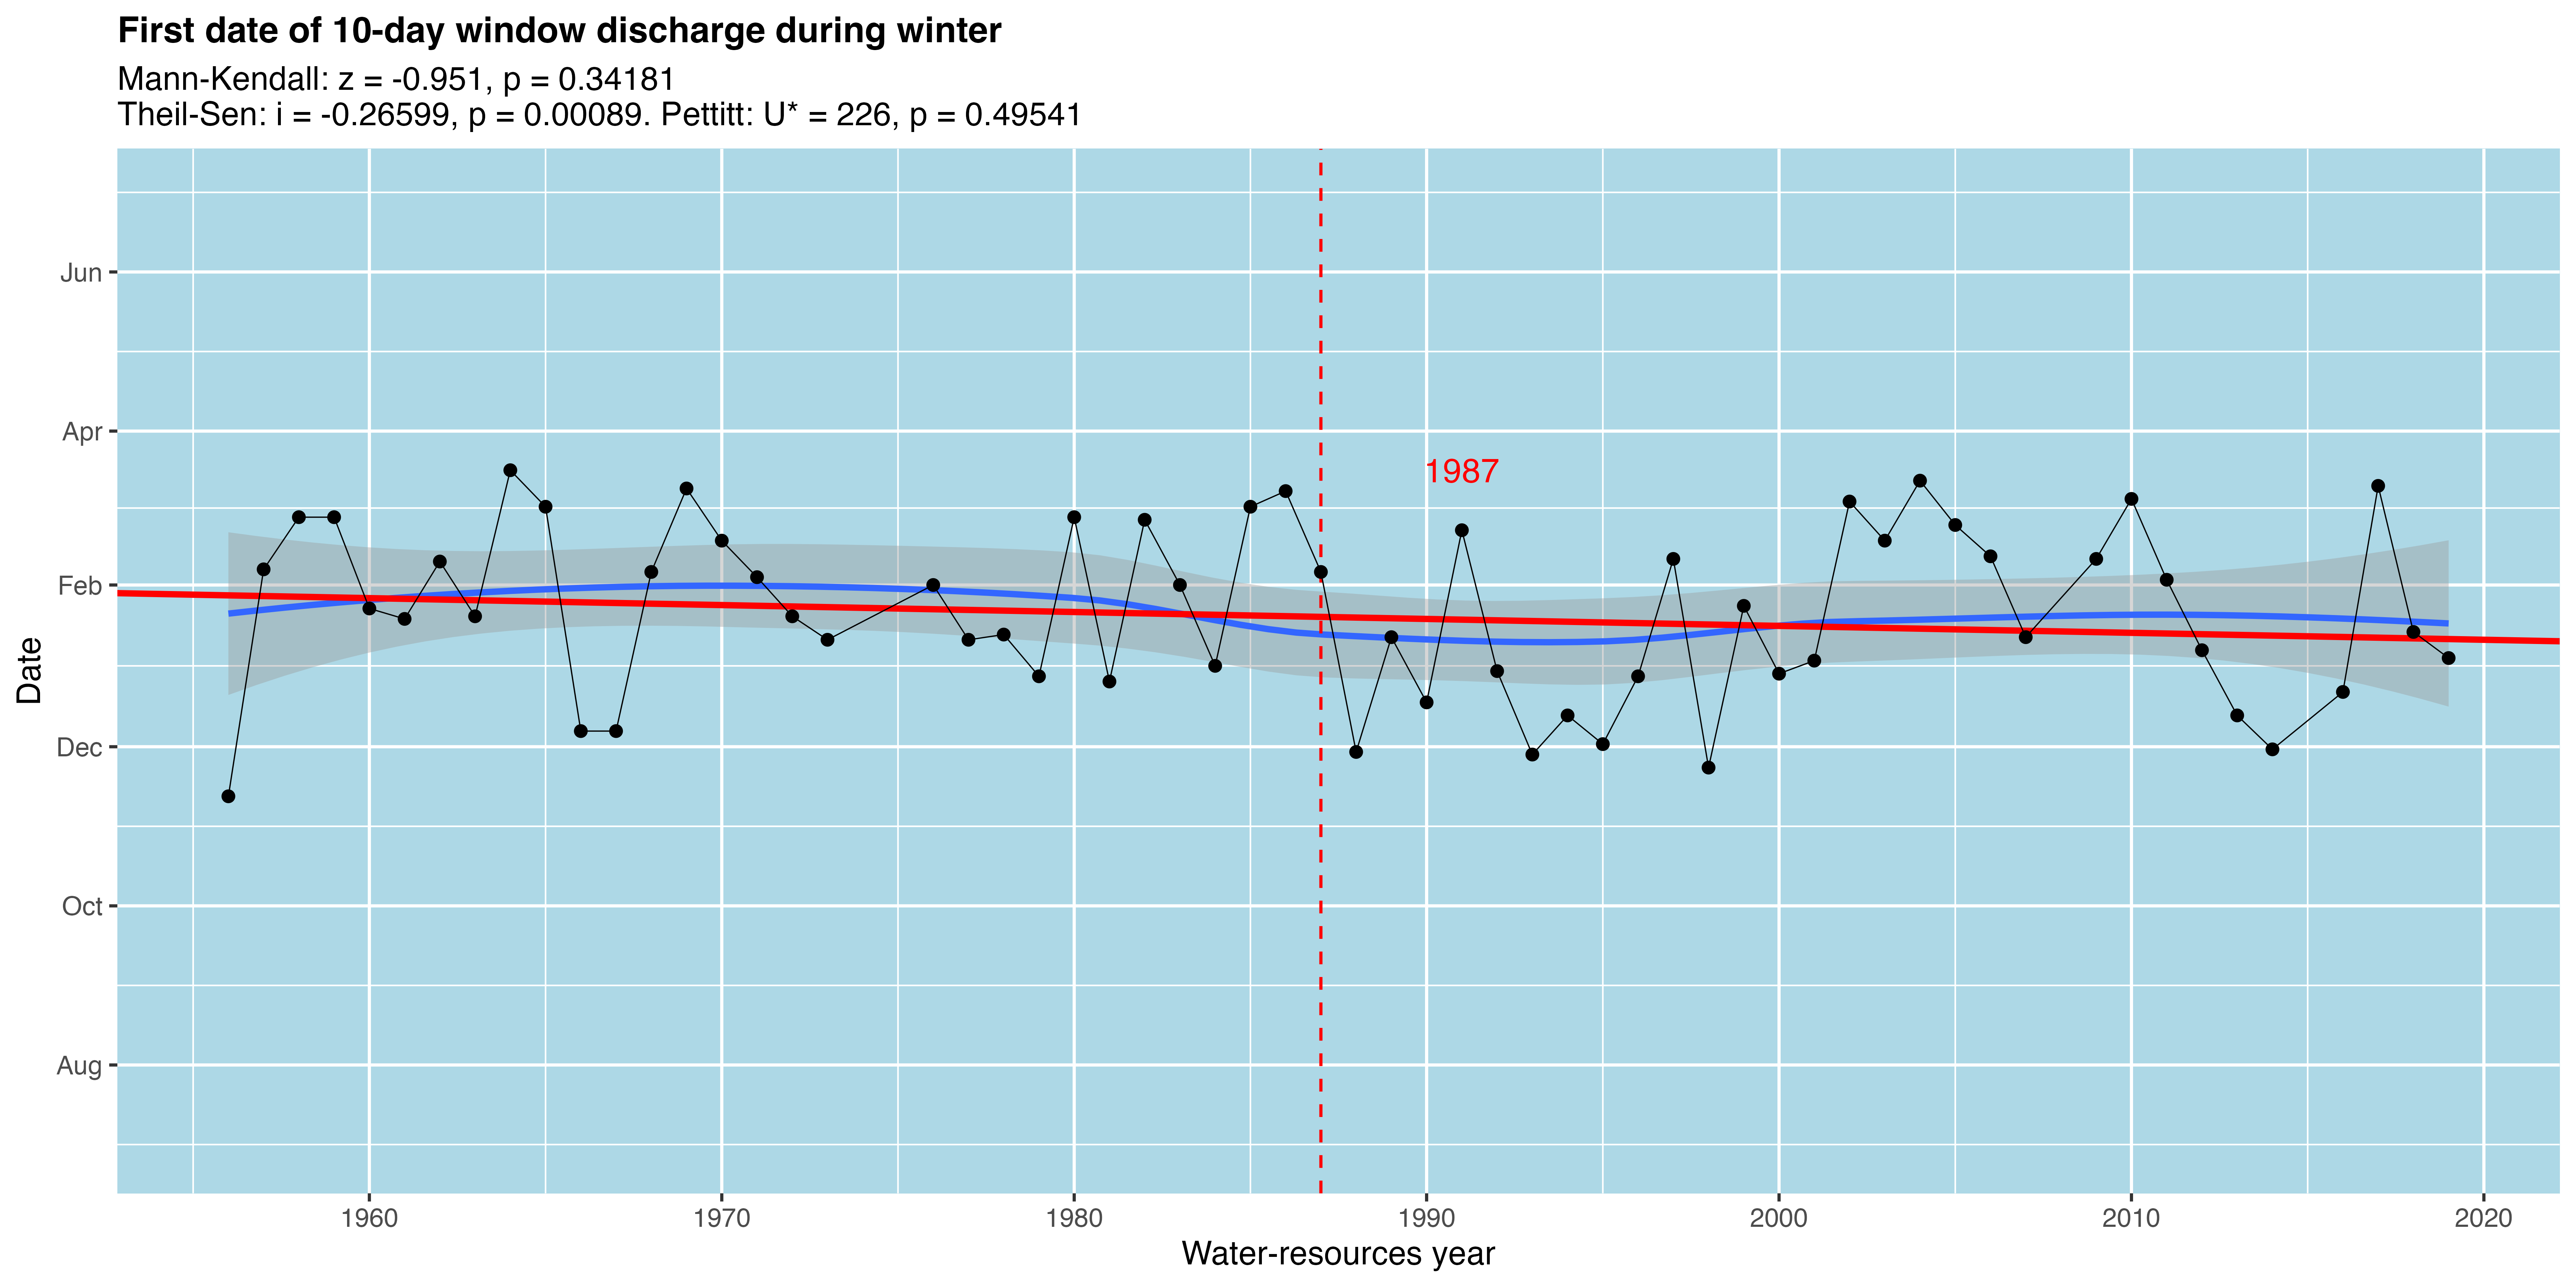 First date of 10-day window discharge during winter
Mann-Kendall: z = -0.951, p = 0.34181
Theil-Sen: i = -0.26599, p = 0.00089. Pettitt: U* = 226, p = 0.49541
Jun
Apr
1987
Feb
Date
Dec
Oct
Aug
1960 1970 1980 1990 2000 2010 2020
Water-resources year